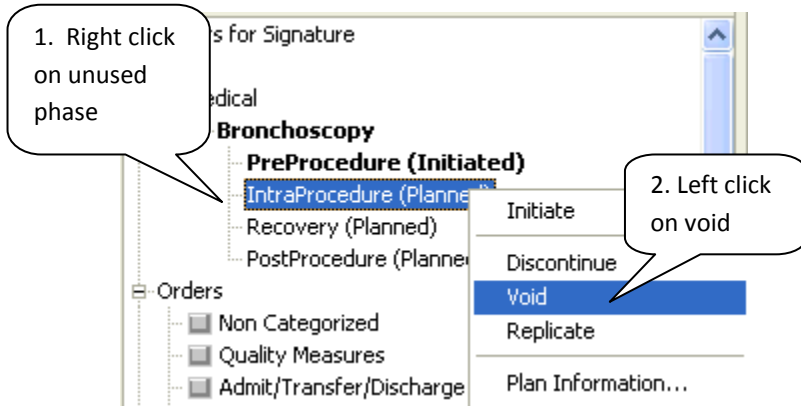 1. Right click
on unused
phase
s for Signature
edical
Bronchoscopy
PreProcedure (Initiated)
IntraProcedure (Planne
Recovery (Planned)
PostProcedure (Planne
Orders
Non Categorized
Quality Measures
Admit/Transfer/Discharge
Initiate
Discontinue
Void
Replicate
Plan Information...
2. Left click
on void